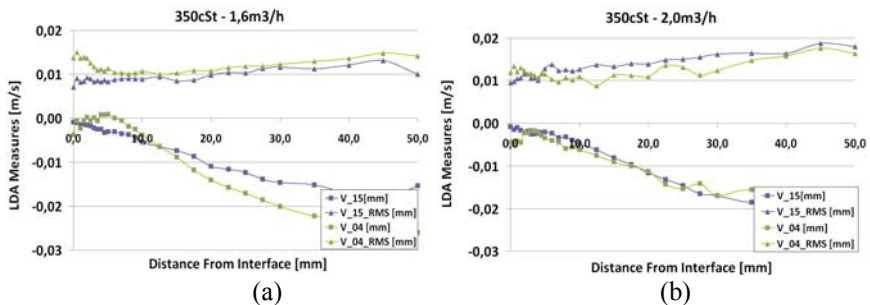 350cSt - 1,6m3/h
0,02
0,01
0,00
-0,01
-0,02
-0,03
LDA Measures [m/s]
0,0 10,0 20,0 30,0 40,0 50,0
V_15[mm]
V_15_RMS [mm]
V_04 [mm]
V_04_RMS [mm]
Distance From Interface [mm]
(a)
350cSt - 2,0m3/h
0,02
0,01
0,00
-0,01
-0,02
-0,03
LDA Measures [m/s]
0,0 10,0 20,0 30,0 40,0 50,0
V_15[mm]
V_15_RMS [mm]
V_04 [mm]
V_04_RMS [mm]
Distance From Interface [mm]
(b)